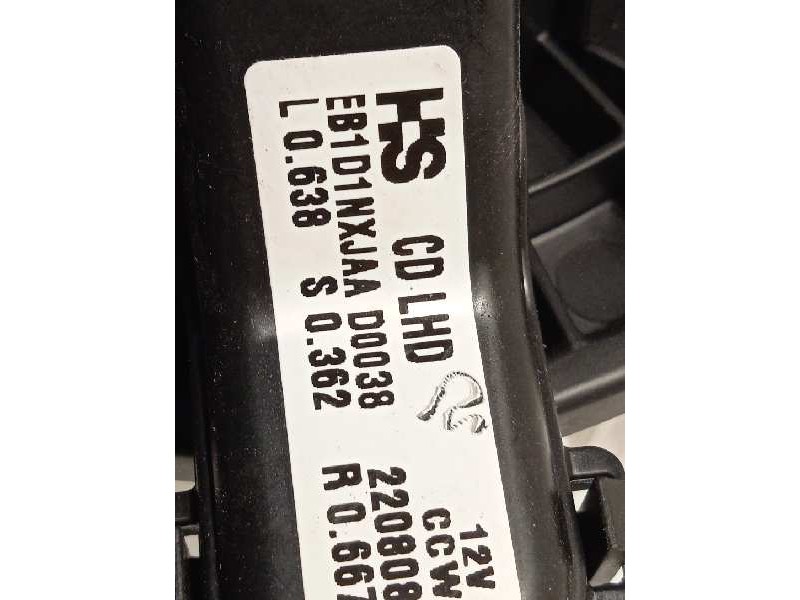 HS CD LHD 12V
CCW
EB1D1NXJAA D0038 220808
L 0.638 S 0.362 R 0.667